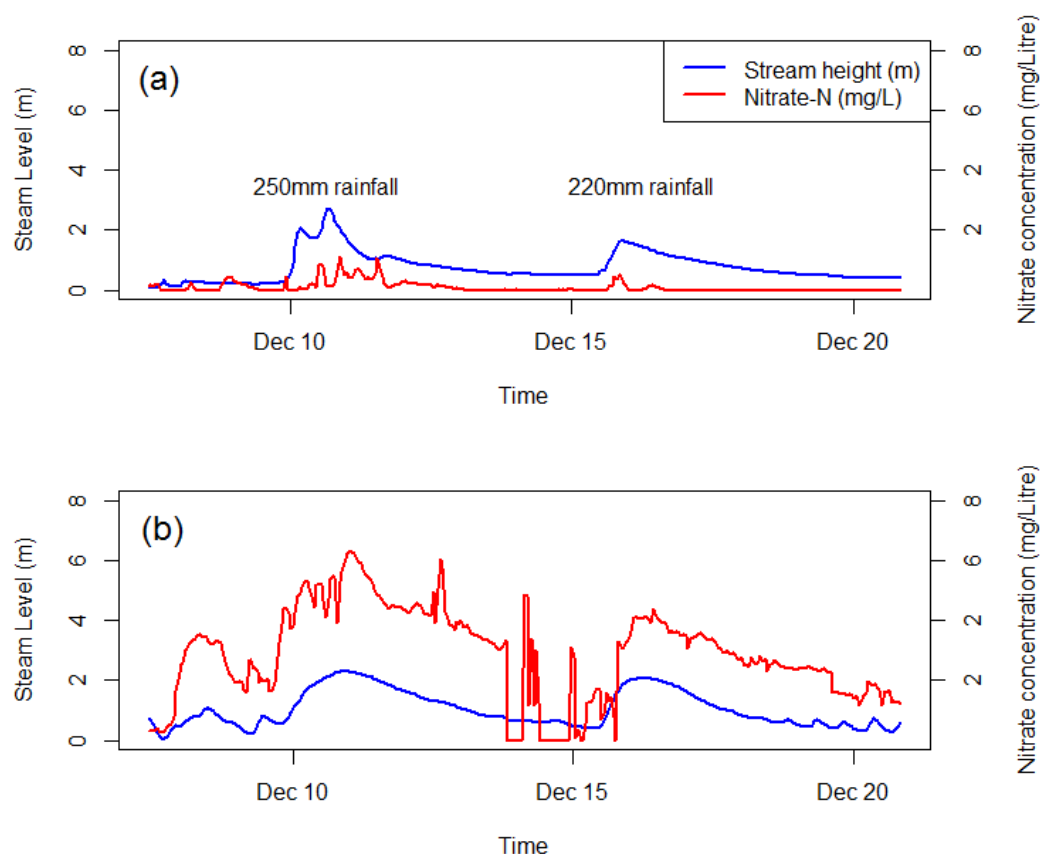 (a)
Stream height (m)
Nitrate-N (mg/L)
250mm rainfall
220mm rainfall
Steam Level (m)
8
6
4
2
0
8
6
2
2
Nitrate concentration (mg/Litre)
Dec 10
Dec 15
Dec 20
Time
(b)
Steam Level (m)
8
6
4
2
0
8
6
2
2
Nitrate concentration (mg/Litre)
Dec 10
Dec 15
Dec 20
Time